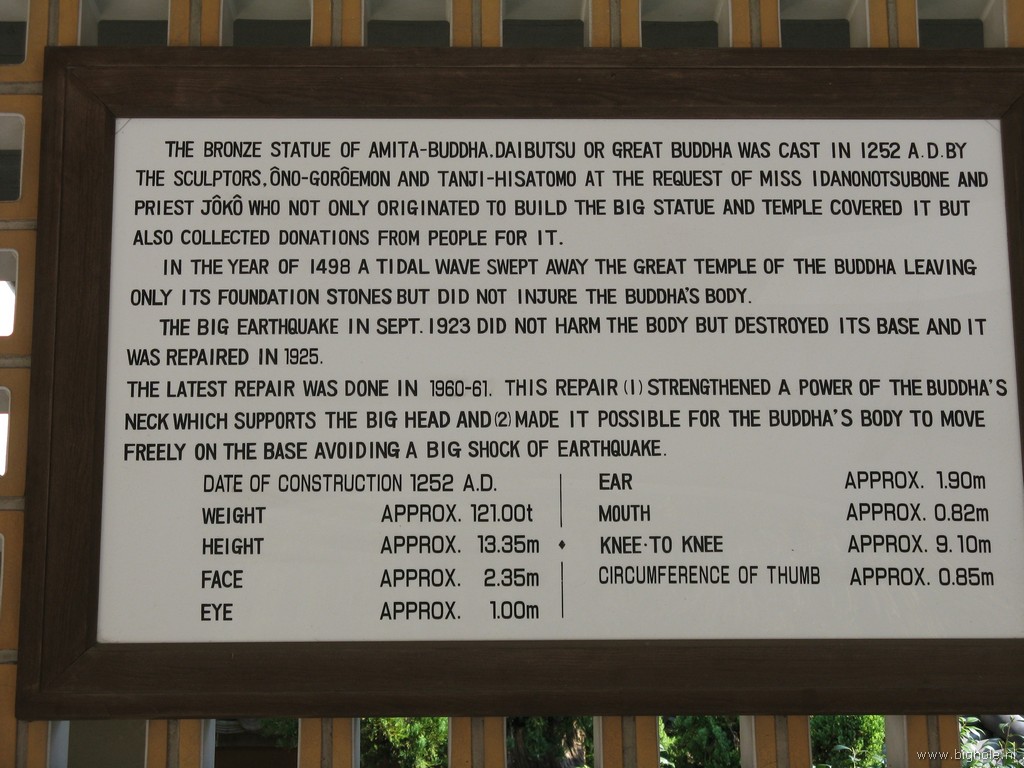 THE BRONZE STATUE OF AMITA-BUDDHA.DAIBUTSU OR GREAT BUDDHA WAS CAST IN 1252 A.D.BY
THE SCULPTORS,ÔNO-GORÔEMON AND TANJI-HISATOMO AT THE REQUEST OF MISS IDANONOTSUBONE AND
PRIEST JÔKÔ WHO NOT ONLY ORIGINATED TO BUILD THE BIG STATUE AND TEMPLE COVERED IT BUT
ALSO COLLECTED DONATIONS FROM PEOPLE FOR IT.
IN THE YEAR OF 1498 A TIDAL WAVE SWEPT AWAY THE GREAT TEMPLE OF THE BUDDHA LEAVING
ONLY ITS FOUNDATION STONES BUT DID NOT INJURE THE BUDDHA'S BODY.
THE BIG EARTHQUAKE IN SEPT. 1923 DID NOT HARM THE BODY BUT DESTROYED ITS BASE AND IT
WAS REPAIRED IN 1925.
THE LATEST REPAIR WAS DONE IN 1960-61. THIS REPAIR (1) STRENGTHENED A POWER OF THE BUDDHA'S
NECK WHICH SUPPORTS THE BIG HEAD AND (2) MADE IT POSSIBLE FOR THE BUDDHA'S BODY TO MOVE
FREELY ON THE BASE AVOIDING A BIG SHOCK OF EARTHQUAKE.
DATE OF CONSTRUCTION 1252 A.D.
WEIGHT APPROX. 121.00t
HEIGHT APPROX. 13.35m
FACE APPROX. 2.35m
EYE APPROX. 1.00m
EAR APPROX. 1.90m
MOUTH APPROX. 0.82m
KNEE·TO KNEE APPROX. 9.10m
CIRCUMFERENCE OF THUMB APPROX. 0.85m
www.bighole.nl